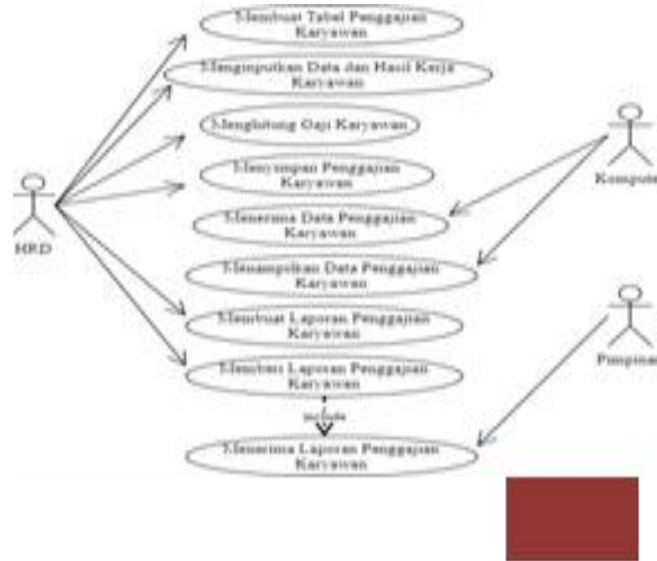 Membuat Tabel Penggajian
Karyawan
Menginputkan Data dan Hasil Kerja
Karyawan
Menghitung Gaji Karyawan
Menyimpan Penggajian
Karyawan
Komputer
Menerima Data Penggajian
Karyawan
HRD
Menampilkan Data Penggajian
Karyawan
Membuat Laporan Penggajian
Karyawan
Memberi Laporan Penggajian
Karyawan
Pimpinan
include
Menerima Laporan Penggajian
Karyawan